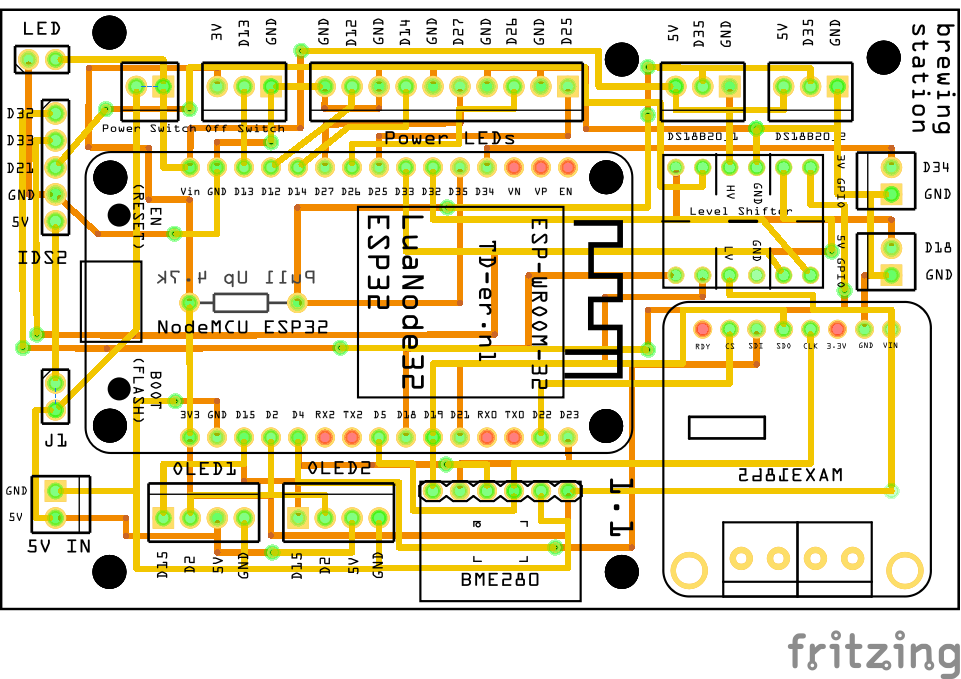 LED
3V D13 GND
GND D12 GND D14 GND D27 GND D26 GND D25
5V D35 GND
5V D35 GND
brewing
station
D32
D33
D21
GND
5V
IDS2
Power Switch
Off Switch
Power LEDs
DS18B20_1
DS18B20_2
Vin GND D13 D12 D14 D27 D26 D25 D33 D32 D35 D34 VN VP EN
EN
(RESET)
HV
GND
Level Shifter
LV
GND
3V GPIO
5V GPIO
D34
GND
D18
GND
Pull Up 4.7k
NodeMCU ESP32
ESP32
LuaNode32
TD-er.nl
ESP-WROOM-32
RDY CS SDI SDO CLK 3.3V GND VIN
BOOT
(FLASH)
J1
3V3 GND D15 D2 D4 RX2 TX2 D5 D18 D19 D21 RX0 TX0 D22 D23
OLED1
OLED2
MAX31865
GND
5V
5V IN
D15 D2 5V GND
D15 D2 5V GND
1.1
BME280
fritzing